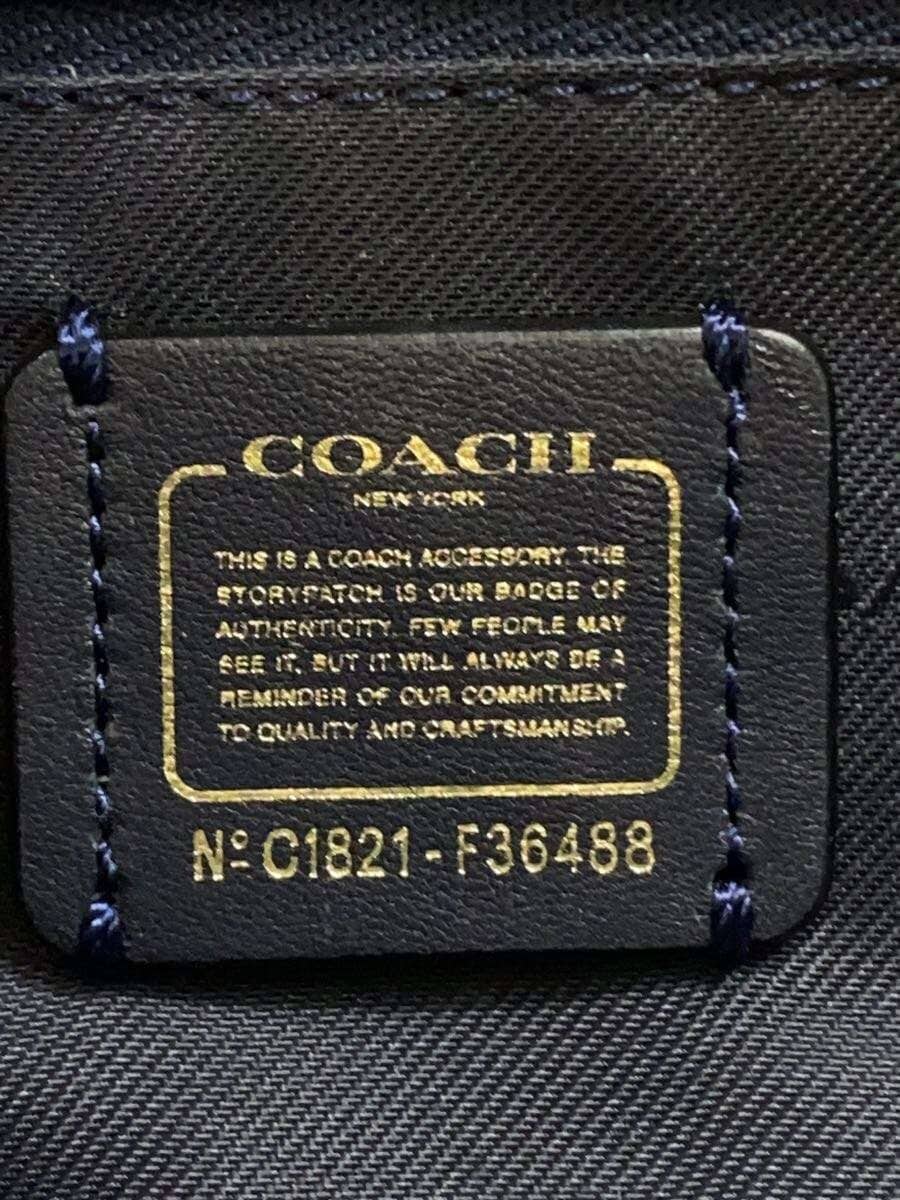 COACH
NEW YORK
THIS IS A COACH ACCESSORY. THE
STORYPATCH IS OUR BADGE OF
AUTHENTICITY. FEW PEOPLE MAY
SEE IT, BUT IT WILL ALWAYS BE A
REMINDER OF OUR COMMITMENT
TO QUALITY AND CRAFTSMANSHIP.
Nº C1821-F36488